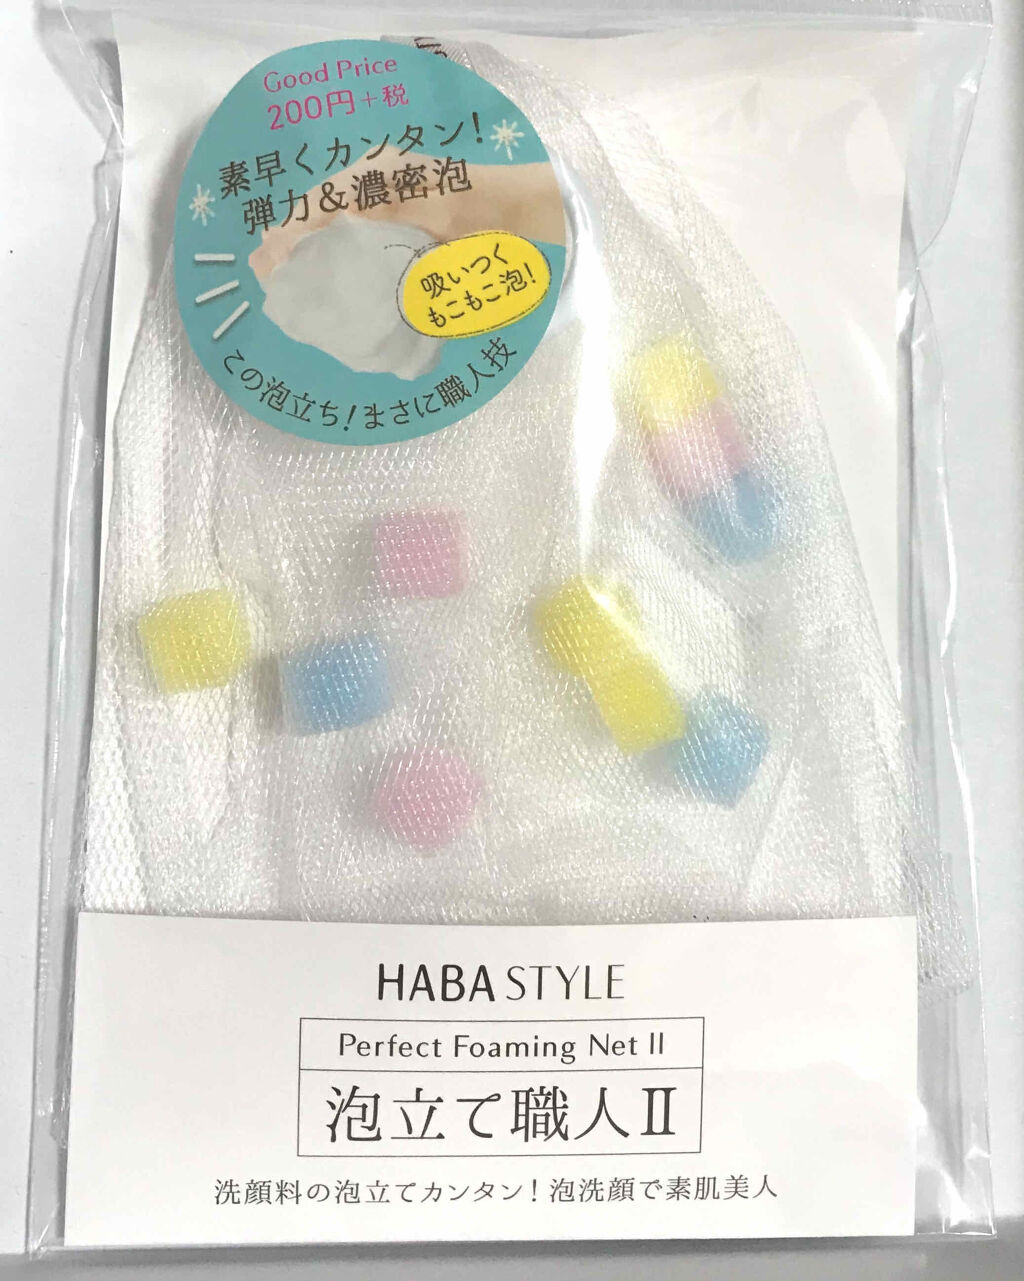 Good Price
200円+税
素早くカンタン!
弾力&濃密泡
吸いつく
もこもこ泡!
この泡立ち!まさに職人技
HABA STYLE
Perfect Foaming Net II
泡立て職人Ⅱ
洗顔料の泡立てカンタン!泡洗顔で素肌美人